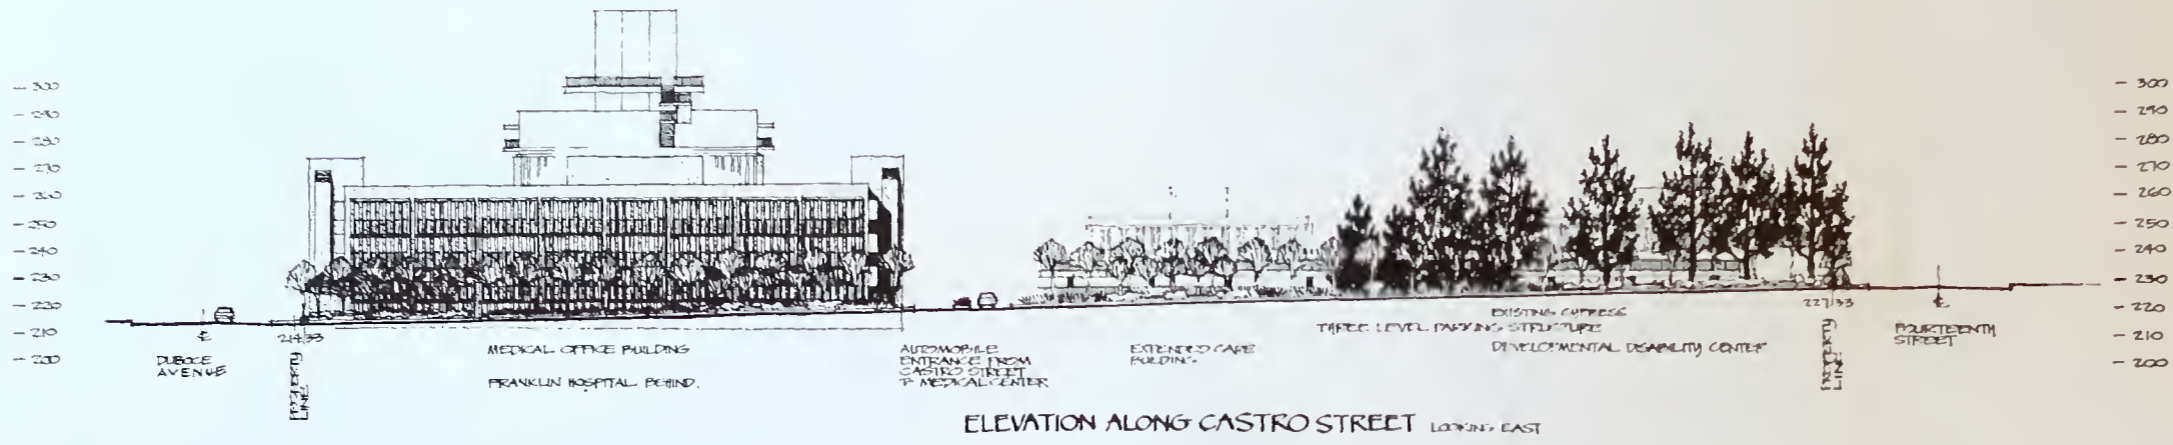 300
290
280
270
260
250
240
230
220
210
200
300
290
280
270
260
250
240
230
220
210
200
DUBOCE
AVENUE
214.33
PROPERTY
LINE
MEDICAL OFFICE BUILDING
FRANKLIN HOSPITAL BEHIND.
AUTOMOBILE
ENTRANCE FROM
CASTRO STREET
TO MEDICAL CENTER
EXTENDED CARE
BUILDING
EXISTING CYPRESS
THREE LEVEL PARKING STRUCTURE
DEVELOPMENTAL DISABILITY CENTER
227.33
PROPERTY
LINE
FOURTEENTH
STREET
ELEVATION ALONG CASTRO STREET LOOKING EAST